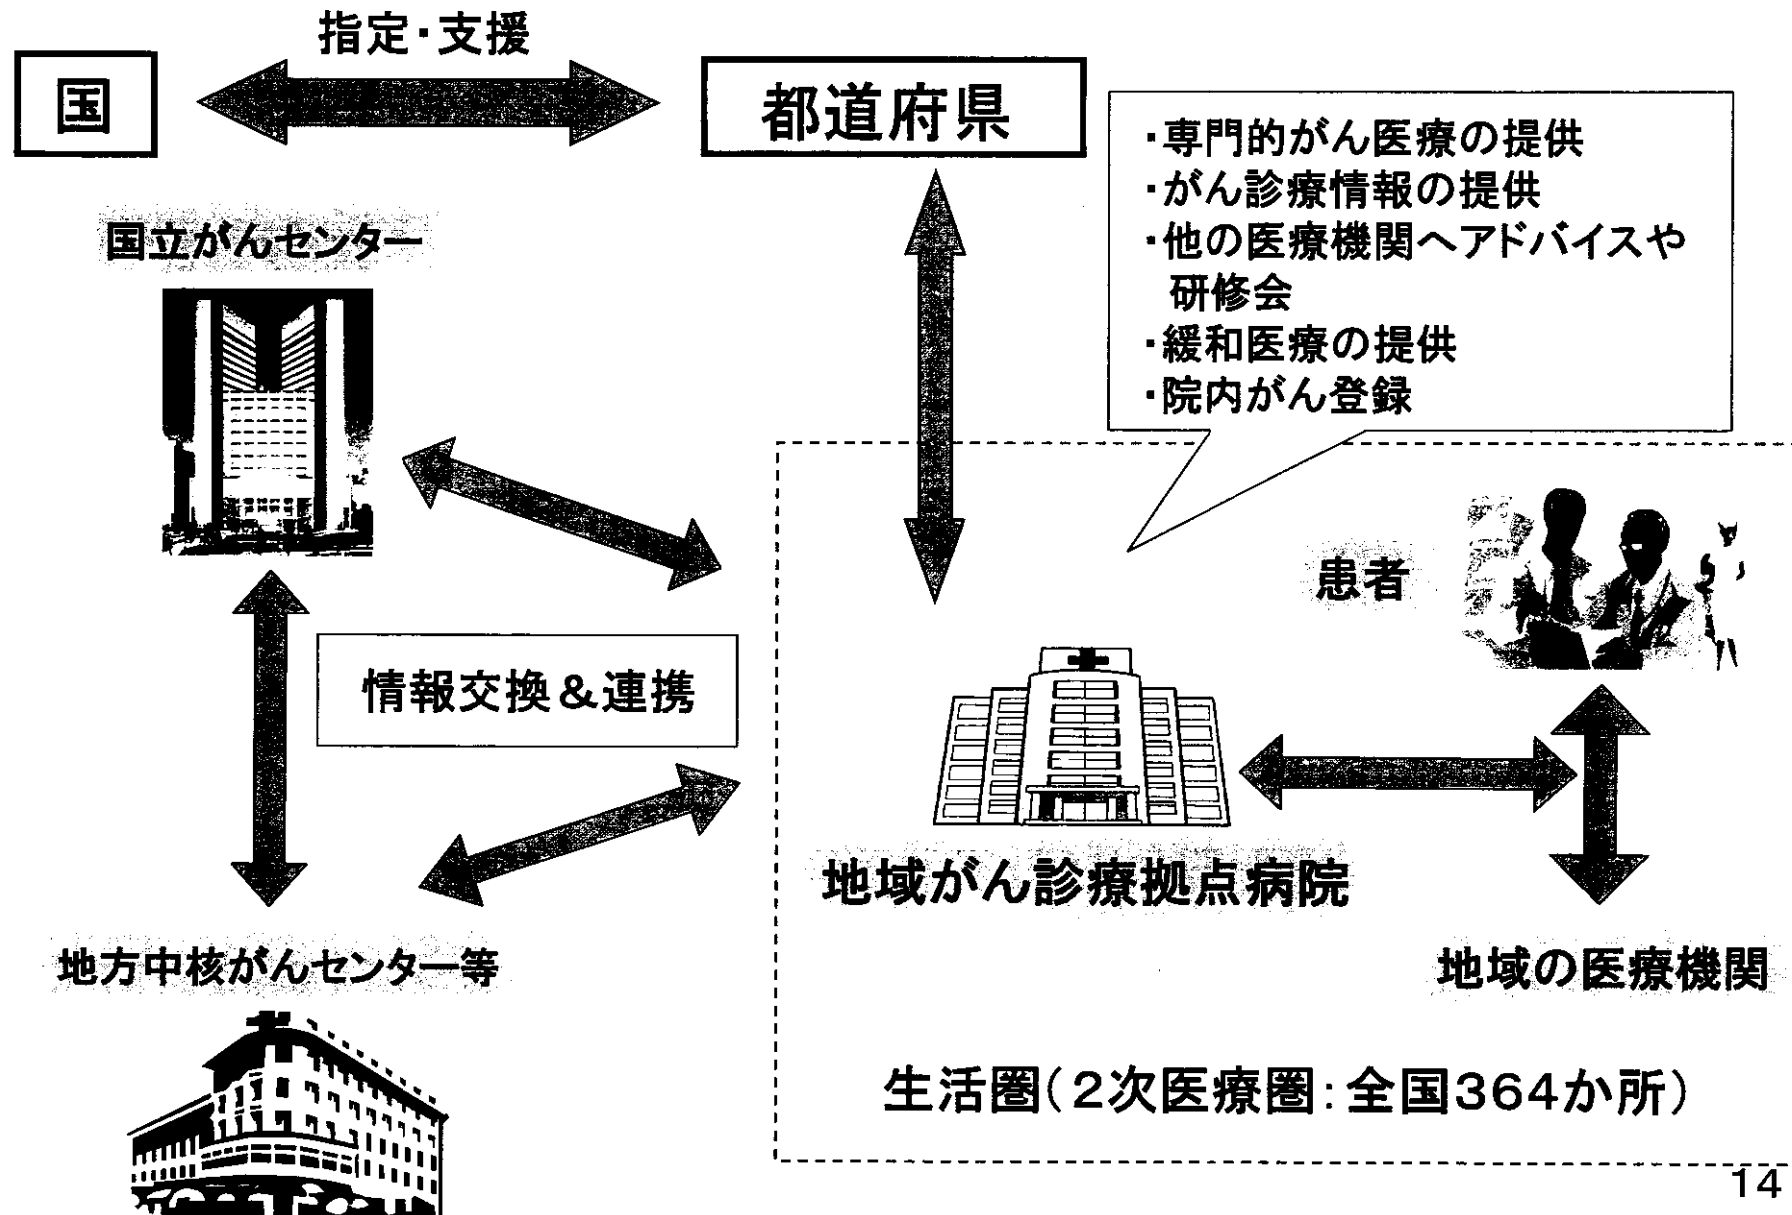 指定・支援
国
都道府県
・専門的がん医療の提供
・がん診療情報の提供
・他の医療機関へアドバイスや
研修会
・緩和医療の提供
・院内がん登録
国立がんセンター
患者
情報交換＆連携
地域がん診療拠点病院
地方中核がんセンター等
地域の医療機関
生活圏（２次医療圏：全国３６４か所）
14